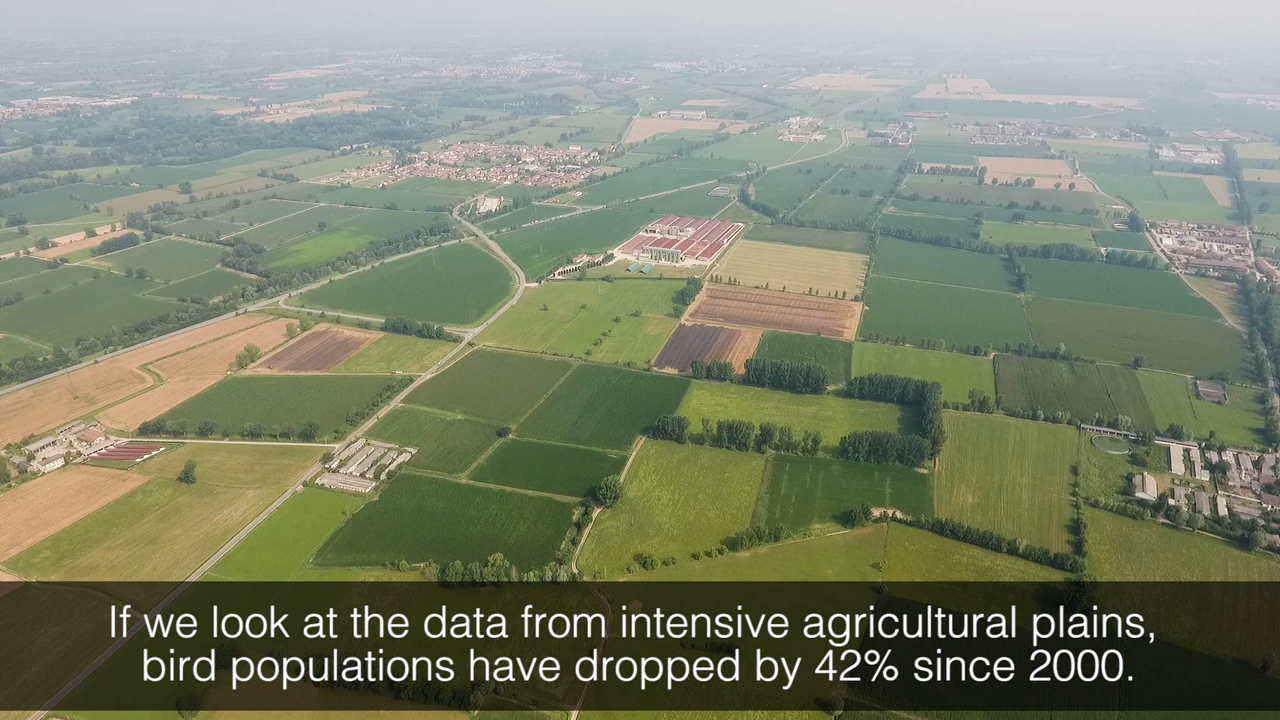 If we look at the data from intensive agricultural plains,
bird populations have dropped by 42% since 2000.